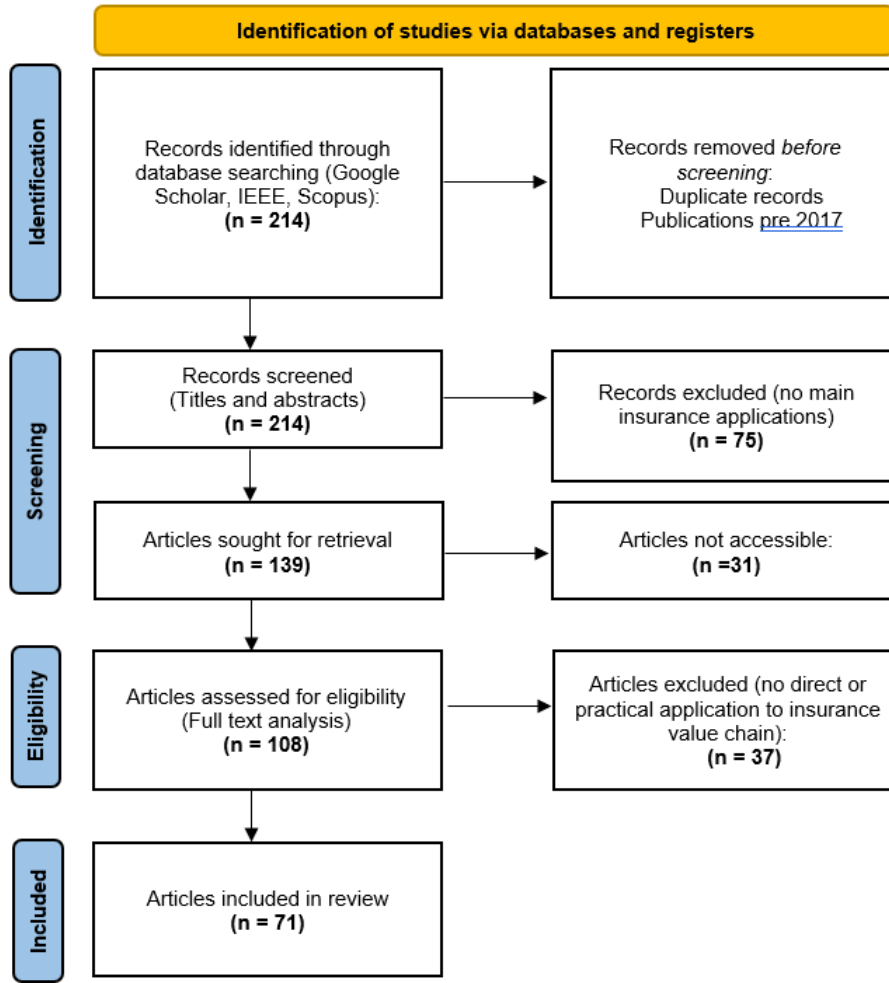 Identification of studies via databases and registers
Identification
Records identified through
database searching (Google
Scholar, IEEE, Scopus):
(n = 214)
Records removed before
screening:
Duplicate records
Publications pre 2017
Screening
Records screened
(Titles and abstracts)
(n = 214)
Records excluded (no main
insurance applications)
(n = 75)
Articles sought for retrieval
(n = 139)
Articles not accessible:
(n =31)
Eligibility
Articles assessed for eligibility
(Full text analysis)
(n = 108)
Articles excluded (no direct or
practical application to insurance
value chain):
(n = 37)
Included
Articles included in review
(n = 71)